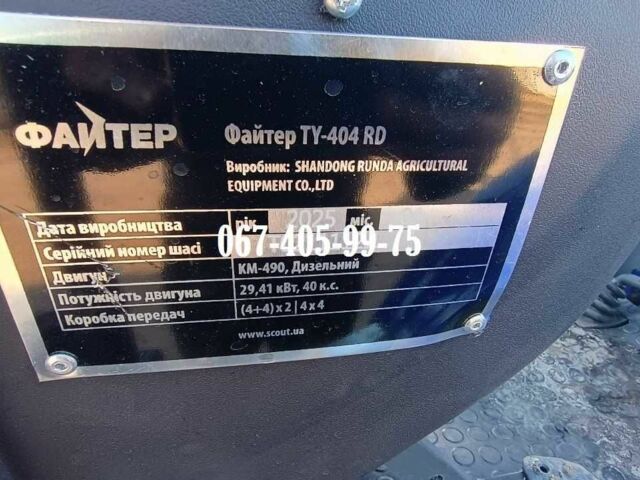 ФАЙТЕР
Файтер TY-404 RD
Виробник: SHANDONG RUNDA AGRICULTURAL
EQUIPMENT CO.,LTD
Дата виробництва рік 2025 міс.
Серійний номер шасі
067-405-99-75
Двигун KM-490, Дизельний
Потужність двигуна 29,41 кВт, 40 к.с.
Коробка передач (4+4) x 2 | 4 x 4
www.scout.ua